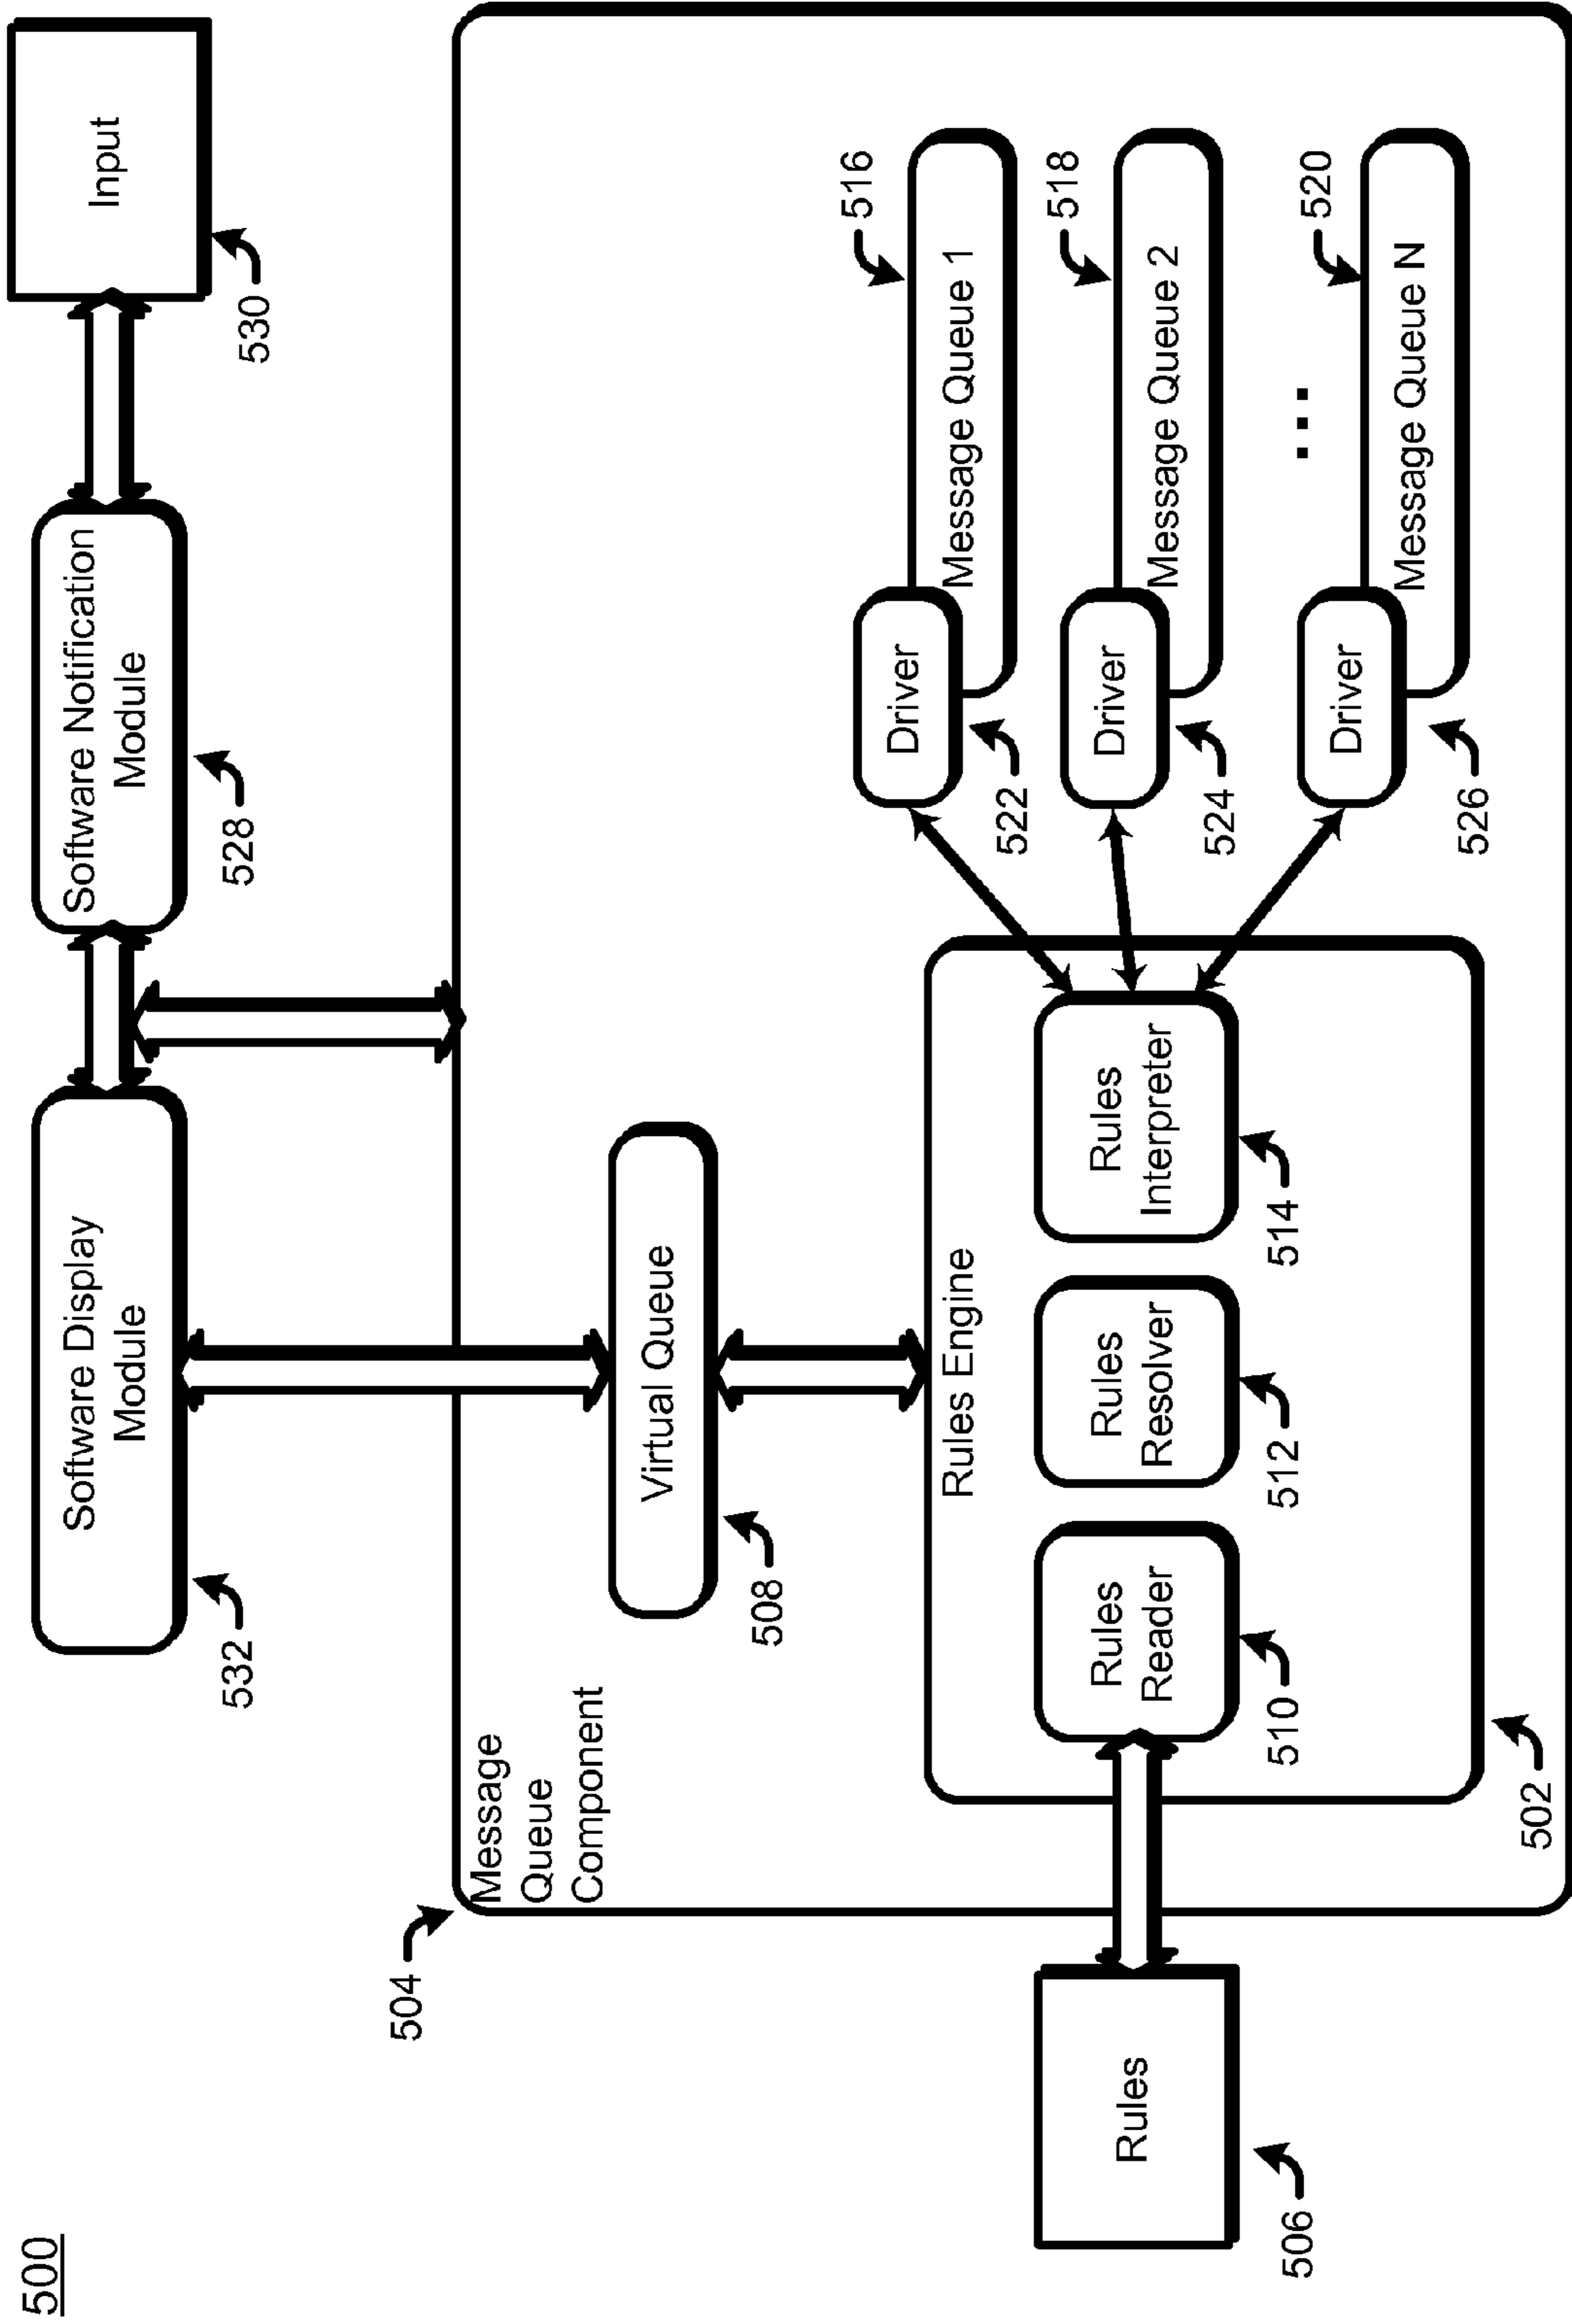 500
Software Display
Module
532
Software Notification
Module
528
Input
530
504
Message
Queue
Component
Virtual Queue
508
Rules Engine
Rules
Reader
510
Rules
Resolver
512
Rules
Interpreter
514
502
Rules
506
Driver
522
Message Queue 1
516
Driver
524
Message Queue 2
518
...
Driver
526
Message Queue N
520